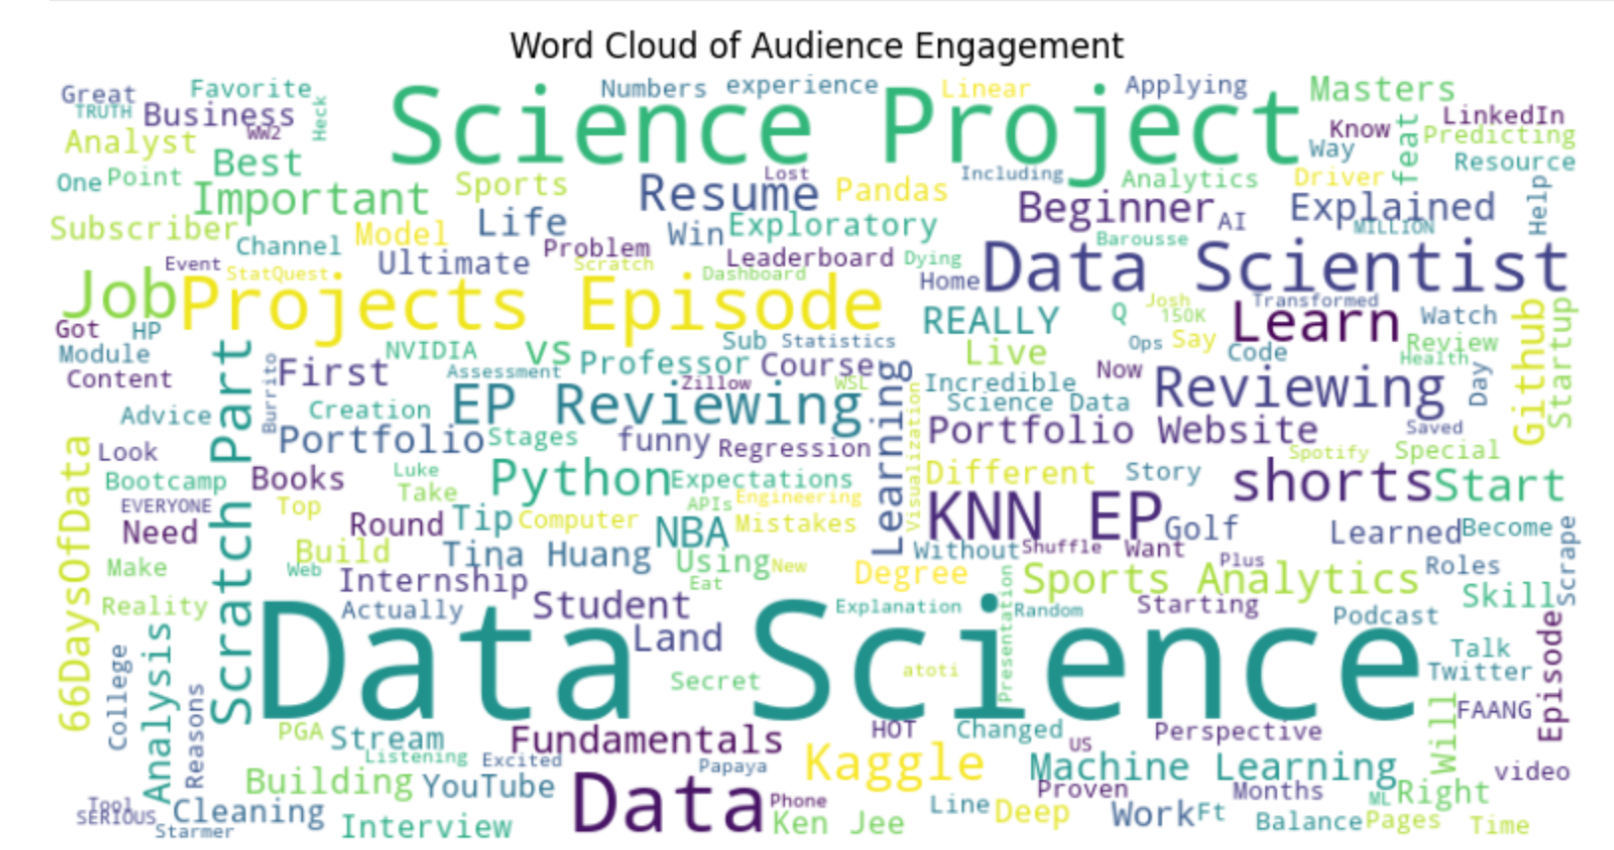 Word Cloud of Audience Engagement
Great
Favorite
Numbers
experience
Linear
Applying
Masters
TRUTH
Business
Heck
Science Project
LinkedIn
WW2
Know
feat
Predicting
Analyst
Best
Way
Resource
One
Point
Important
Sports
Lost
Resume
Pandas
Including
Analytics
Driver
Help
Subscriber
Life
Win
Exploratory
Beginner
AI
Explained
MILLION
Channel
Model
Problem
Leaderboard
Dying
Barousse
Data Scientist
Event
StatQuest
Ultimate
Scratch
Dashboard
Home
Job
Projects Episode
REALLY
Q
Josh
150K
Transformed
Learn
Watch
Github
Startup
Got
HP
Sub
Statistics
Ops
Say
Code
Review
Module
NVIDIA
vs
Professor
Course
Live
Health
Content
Burrito
First
Assessment
Zillow
WSL
Incredible
Now
Reviewing
Day
Advice
Creation
EP Reviewing
Learning
Visualization
Science Data
Scratch Part
Portfolio
Stages
funny
Regression
Portfolio Website
Saved
66DaysOfData
Look
Spotify
Special
Bootcamp
Books
Luke
Python
Expectations
Different
Story
shorts
Start
EVERYONE
Top
Take
APIs
Engineering
KNN EP
Need
Round
Tip
Computer
NBA
Mistakes
Golf
Learned
Become
Build
Tina Huang
Using
New
Without
Shuffle
Want
Plus
Scrape
Make
Web
Internship
Eat
Degree
Sports Analytics
Roles
Reality
Actually
Student
Explanation
Presentation
Random
Starting
Podcast
Skill
Data Science
Land
Episode
College
Analysis
Reasons
Secret
atoti
Talk
Twitter
FAANG
PGA
Stream
Fundamentals
HOT
Changed
Perspective
Will
Listening
Excited
Papaya
Kaggle
US
Machine Learning
video
Building
YouTube
Data
Phone
Proven
Months
ML
Right
Tool
SERIOUS
Cleaning
Starmer
Interview
Ken Jee
Line
Deep
Work
Ft
Balance
Pages
Time